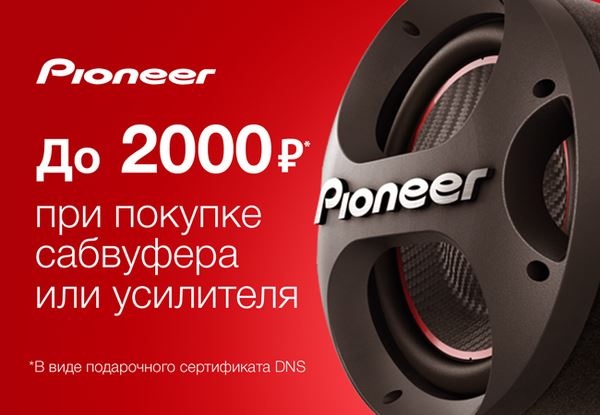 Pioneer
До 2000 ₽*
при покупке
сабвуфера
или усилителя
Pioneer
*В виде подарочного сертификата DNS